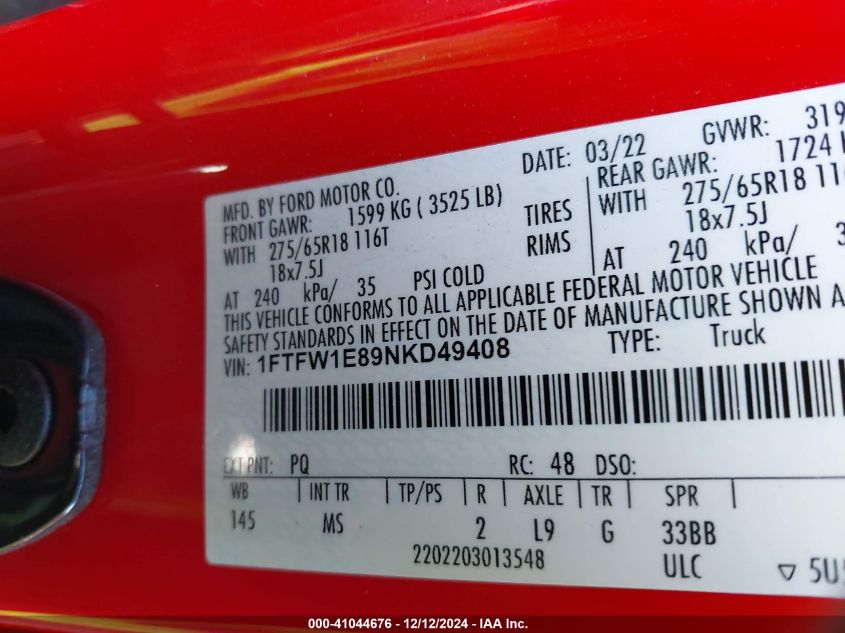 DATE: 03/22 GVWR: 319
MFD. BY FORD MOTOR CO. REAR GAWR: 1724
FRONT GAWR: 1599 KG ( 3525 LB) WITH 275/65R18 116
WITH 275/65R18 116T TIRES 18x7.5J
18x7.5J RIMS AT 240 kPa/
AT 240 kPa/ 35 PSI COLD
THIS VEHICLE CONFORMS TO ALL APPLICABLE FEDERAL MOTOR VEHICLE
SAFETY STANDARDS IN EFFECT ON THE DATE OF MANUFACTURE SHOWN A
VIN: 1FTFW1E89NKD49408 TYPE: Truck
EXT PNT: PQ RC: 48 DSO:
WB INT TR TP/PS R AXLE TR SPR
145 MS 2 L9 G 33BB
2202203013548 ULC ▽ 5U5
000-41044676 - 12/12/2024 - IAA Inc.